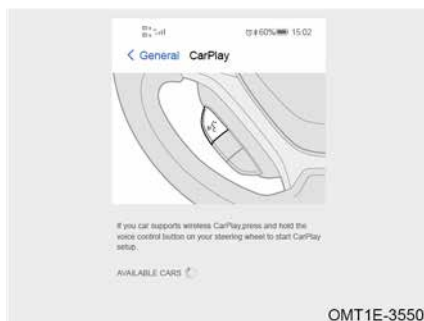 60% 15:02
General CarPlay
If you car supports wireless CarPlay,press and hold the
voice control button on your steering wheel to start CarPlay
setup.
AVAILABLE CARS
OMT1E-3550